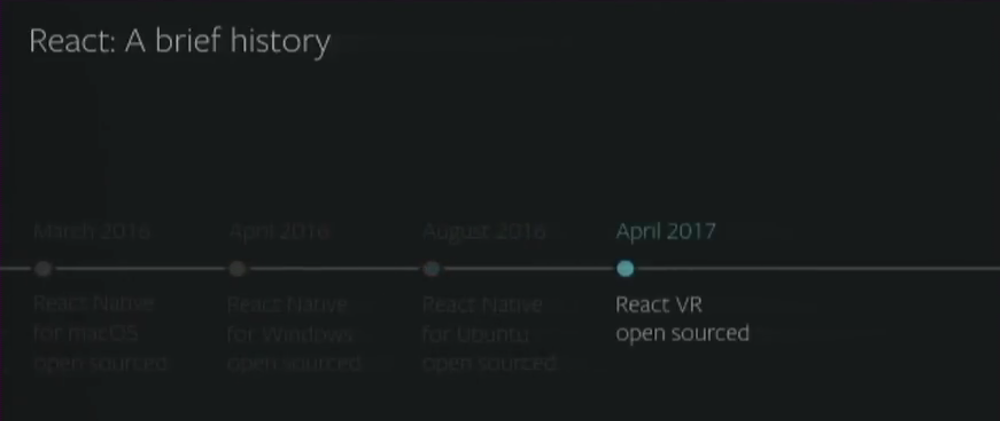 React: A brief history
March 2016
April 2016
August 2016
April 2017
React Native
for macOS
open sourced
React Native
for Windows
open sourced
React Native
for Ubuntu
open sourced
React VR
open sourced